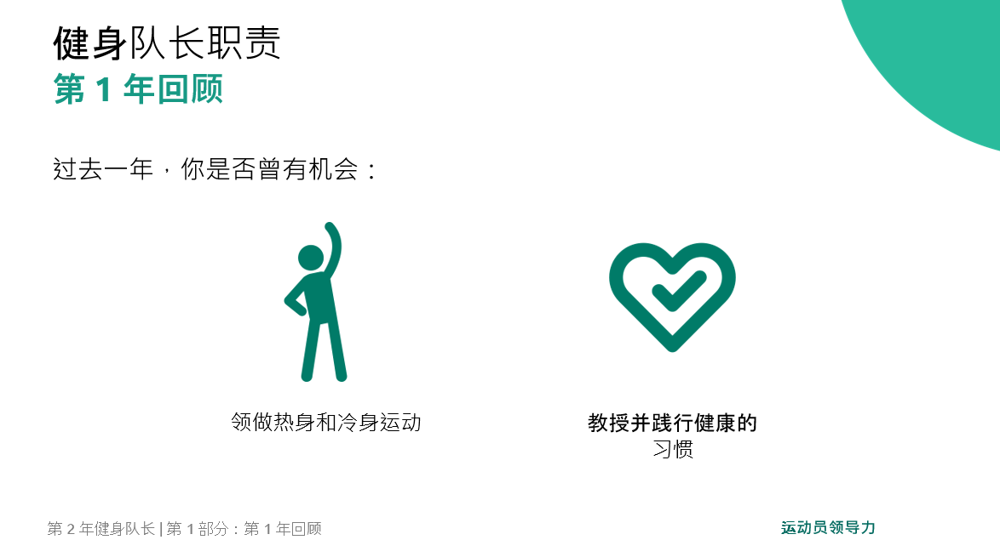 健身队长职责
第 1 年回顾
过去一年，你是否曾有机会：
领做热身和冷身运动
教授并践行健康的
习惯
第 2 年健身队长 | 第 1 部分：第 1 年回顾
运动员领导力